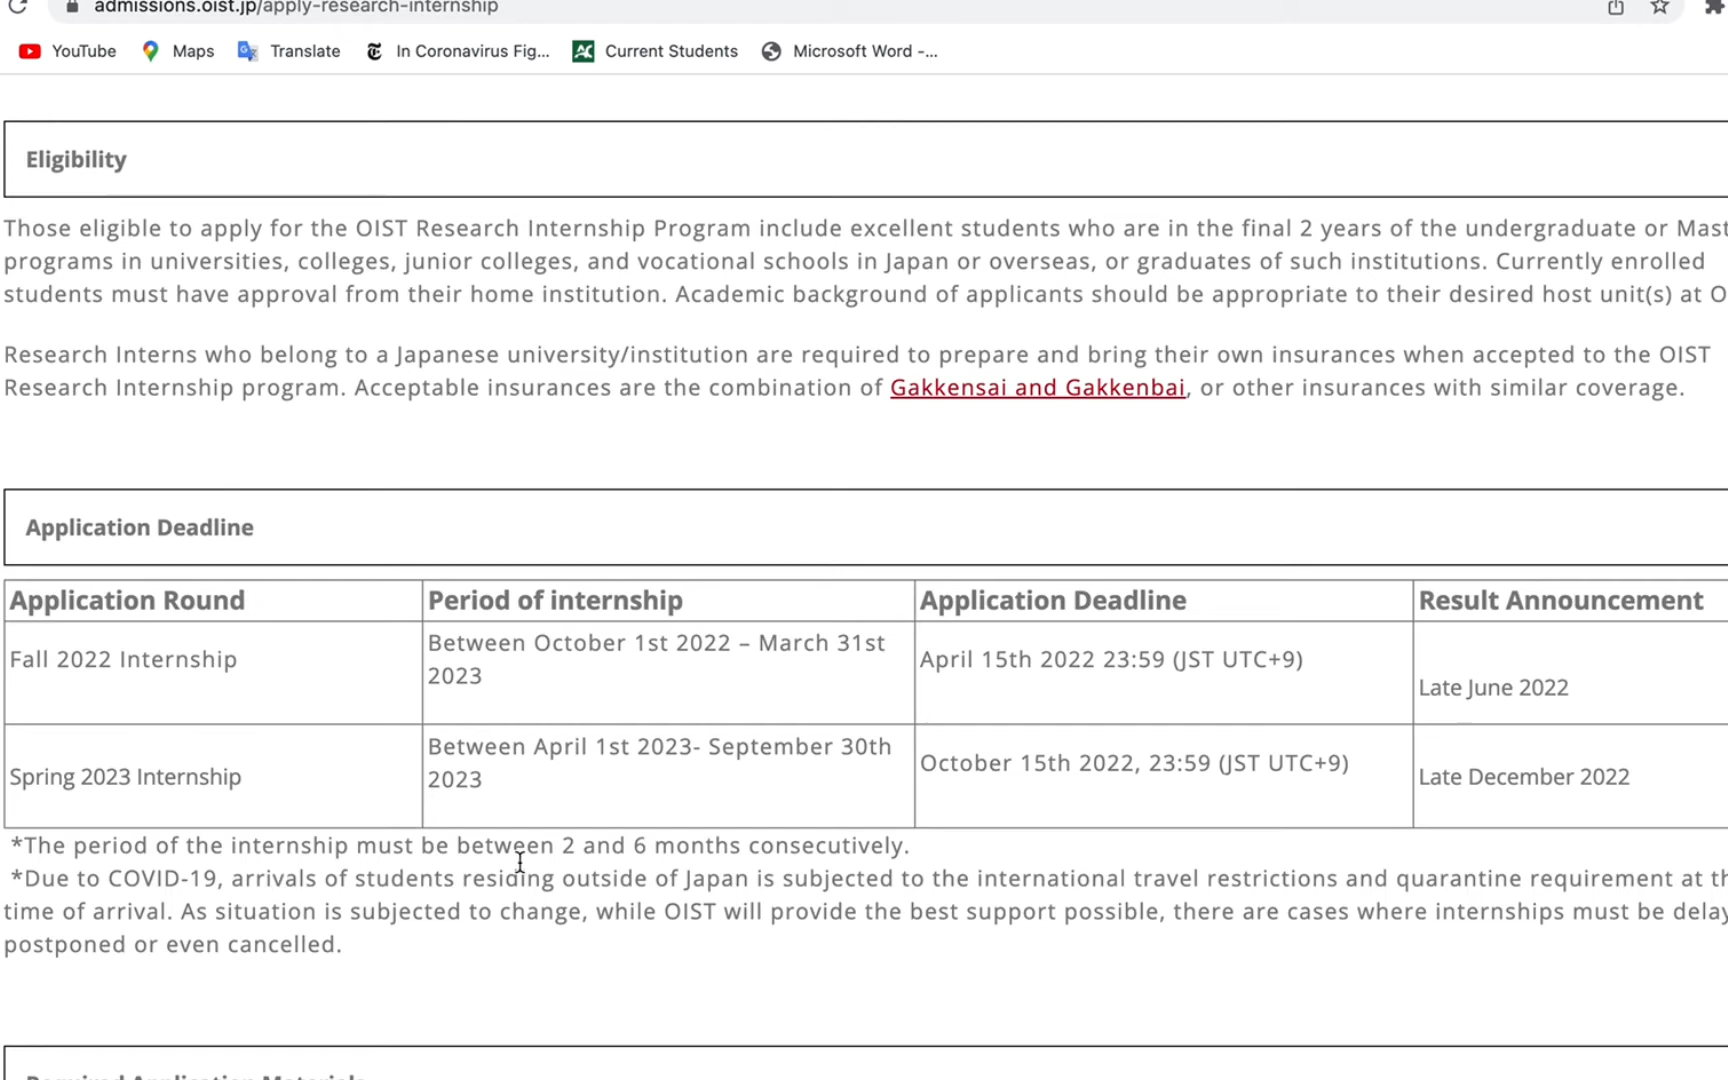 admissions.oist.jp/apply-research-internship
YouTube Maps Translate In Coronavirus Fig... Current Students Microsoft Word -...
Eligibility
Those eligible to apply for the OIST Research Internship Program include excellent students who are in the final 2 years of the undergraduate or Mast
programs in universities, colleges, junior colleges, and vocational schools in Japan or overseas, or graduates of such institutions. Currently enrolled
students must have approval from their home institution. Academic background of applicants should be appropriate to their desired host unit(s) at O
Research Interns who belong to a Japanese university/institution are required to prepare and bring their own insurances when accepted to the OIST
Research Internship program. Acceptable insurances are the combination of Gakkensai and Gakkenbai, or other insurances with similar coverage.
Application Deadline
Application Round Period of internship Application Deadline Result Announcement
Fall 2022 Internship Between October 1st 2022 – March 31st 2023 April 15th 2022 23:59 (JST UTC+9) Late June 2022
Spring 2023 Internship Between April 1st 2023- September 30th 2023 October 15th 2022, 23:59 (JST UTC+9) Late December 2022
*The period of the internship must be between 2 and 6 months consecutively.
*Due to COVID-19, arrivals of students residing outside of Japan is subjected to the international travel restrictions and quarantine requirement at th
time of arrival. As situation is subjected to change, while OIST will provide the best support possible, there are cases where internships must be delay
postponed or even cancelled.
Required Application Materials